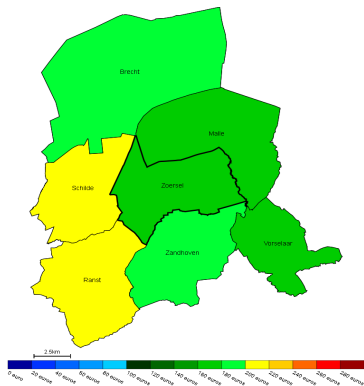 Brecht
Malle
Schilde
Zoersel
Zandhoven
Vorselaar
Ranst
2.5km
0 euro
20 euros
40 euros
60 euros
80 euros
100 euros
120 euros
140 euros
160 euros
180 euros
200 euros
220 euros
240 euros
260 euros
280 euros